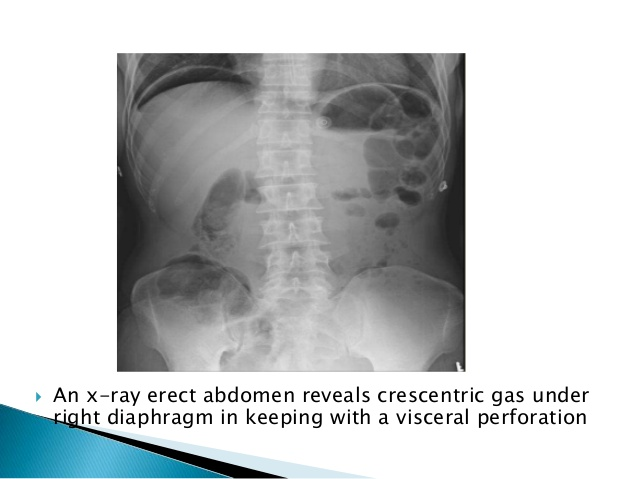 An x-ray erect abdomen reveals crescentric gas under
right diaphragm in keeping with a visceral perforation